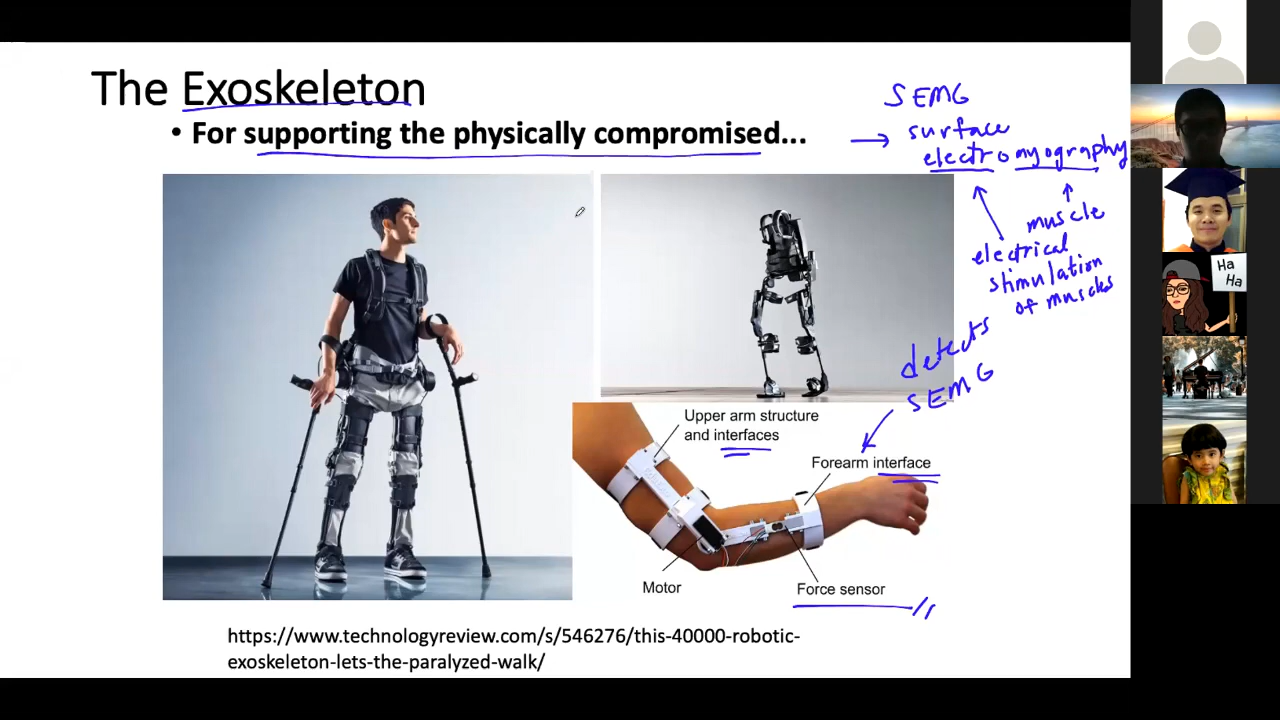 The Exoskeleton
• For supporting the physically compromised...
SEMG
→ surface
electromyography
muscle
electrical
stimulation
of muscles
detects
SEMG
Upper arm structure
and interfaces
Forearm interface
Motor
Force sensor
https://www.technologyreview.com/s/546276/this-40000-robotic-
exoskeleton-lets-the-paralyzed-walk/
Ha
Ha